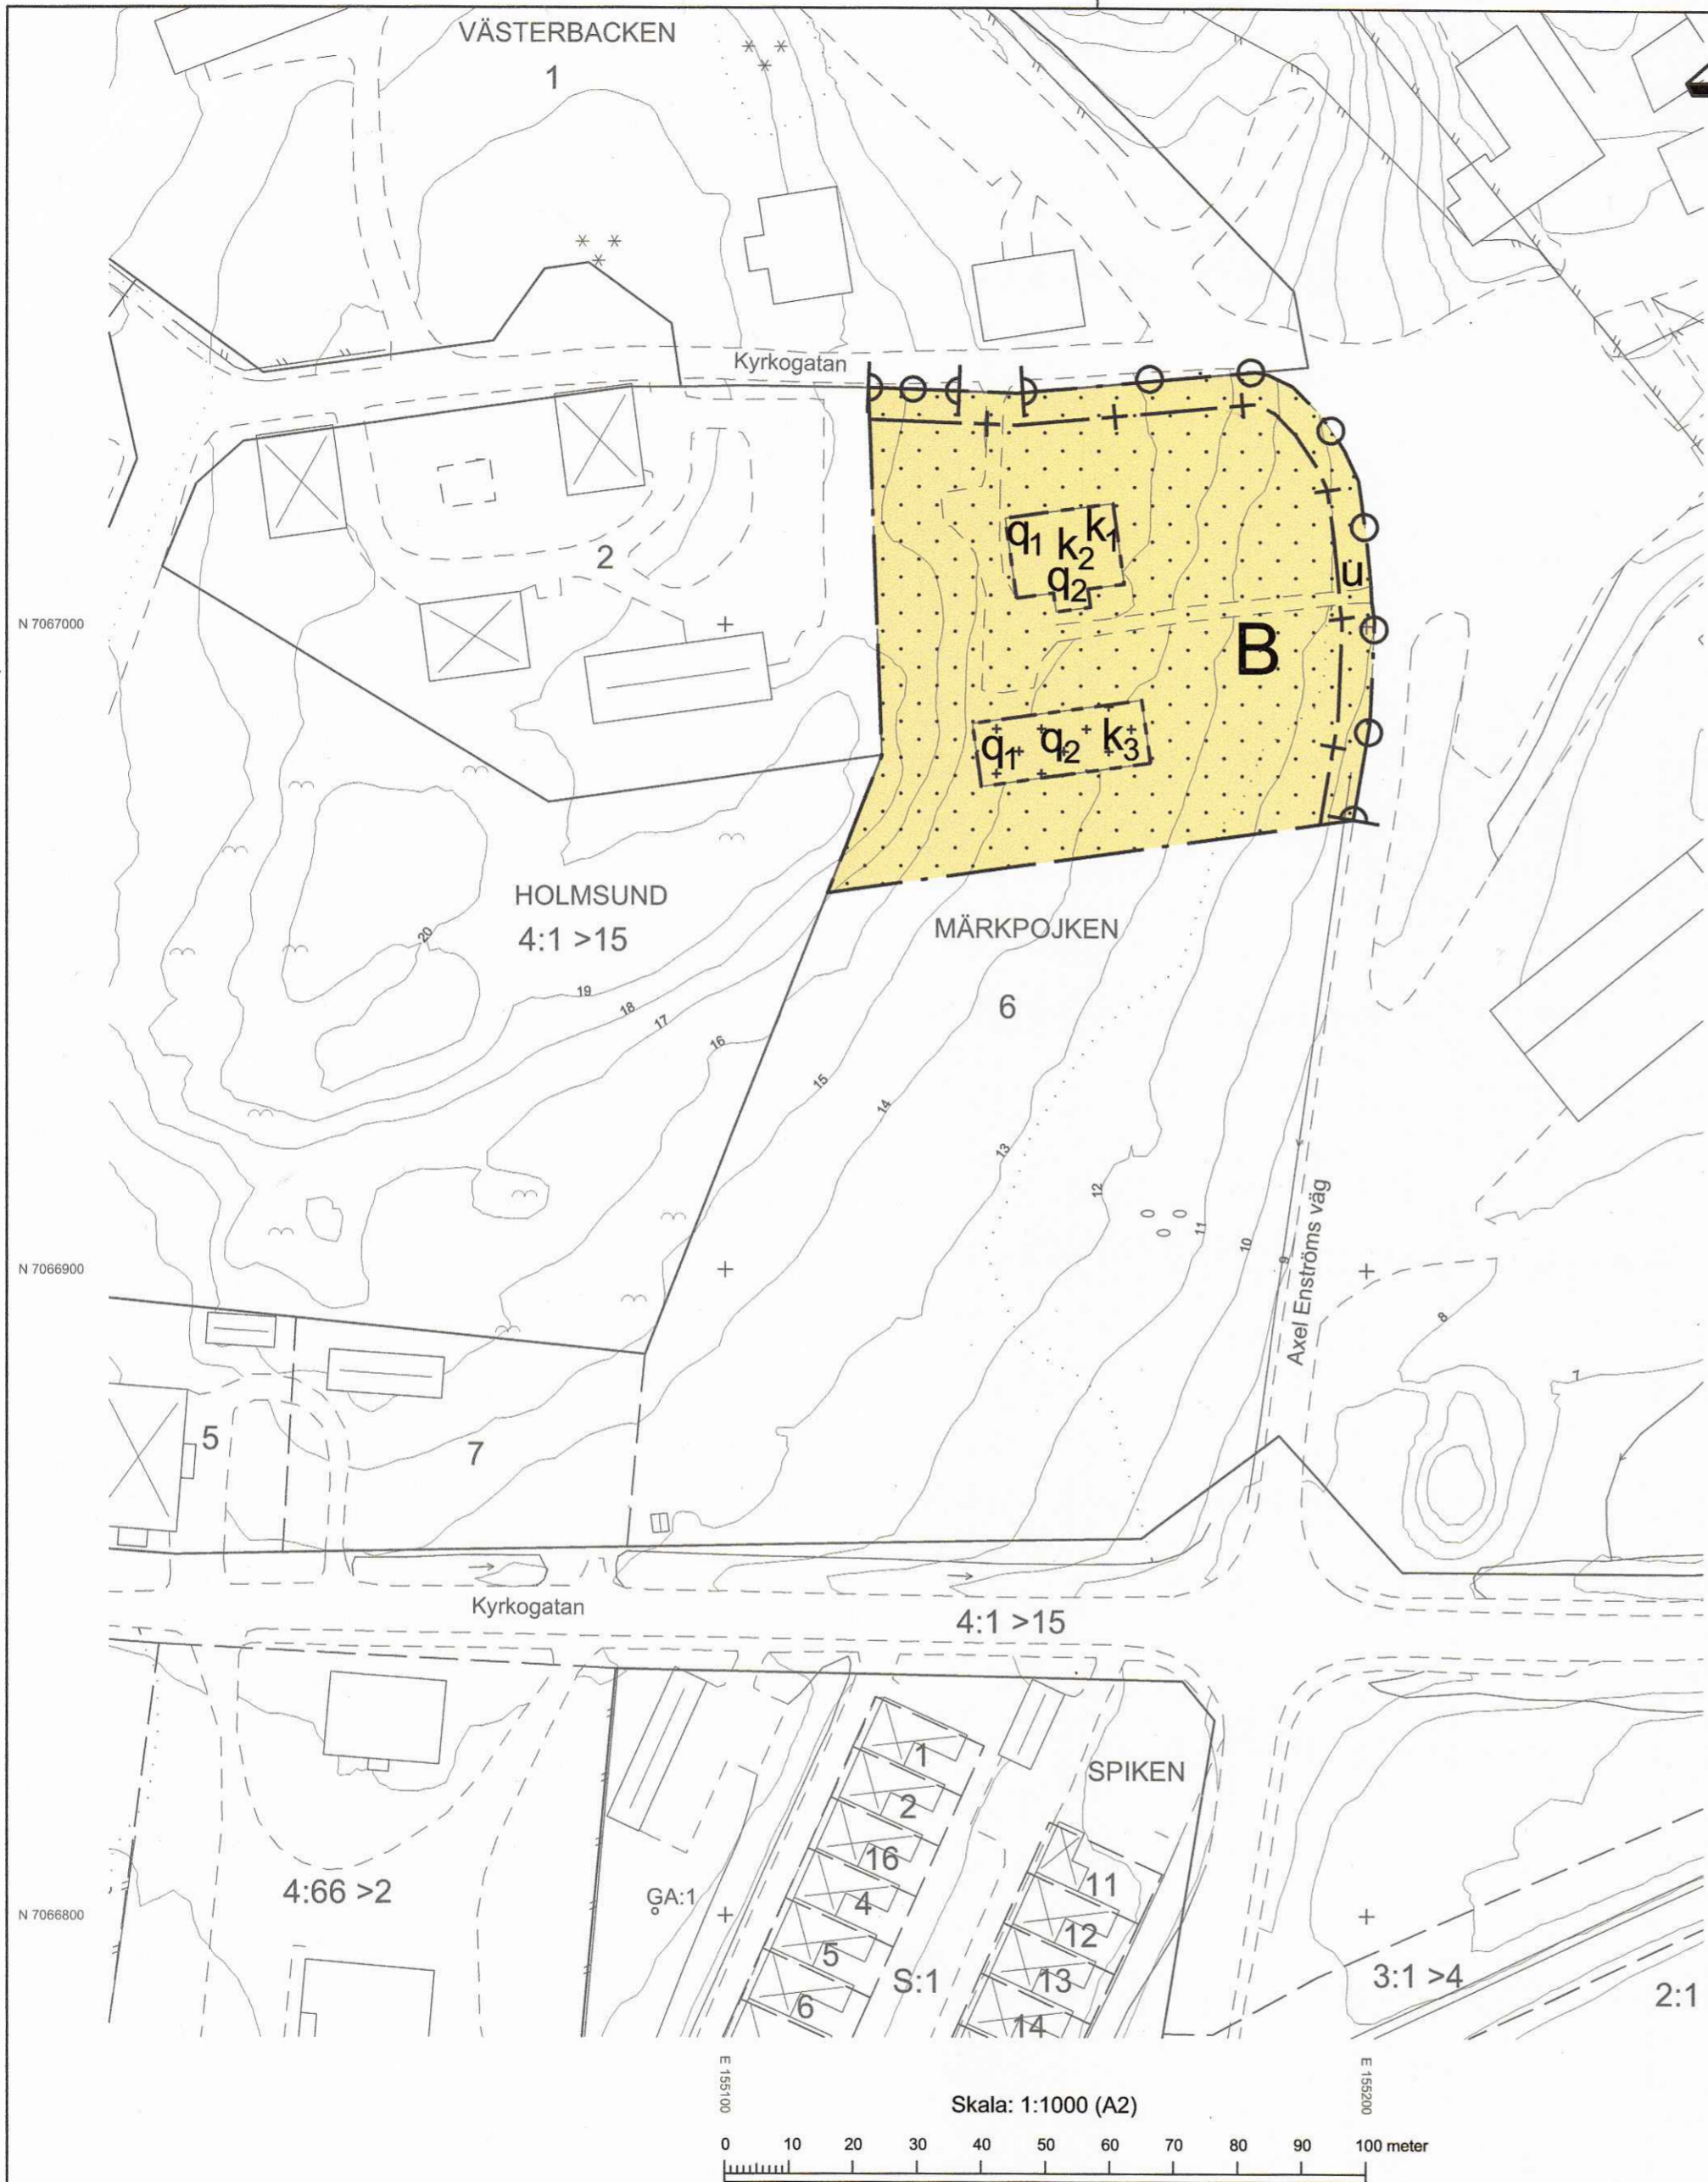 VÄSTERBACKEN
1
Kyrkogatan
q1 k2 k1
q2
2
u
N 7067000
B
q1 q2 k3
HOLMSUND
4:1 >15
MÄRKPOJKEN
6
20
19
18
17
16
15
14
13
12
11
10
9
8
7
N 7066900
Axel Enströms väg
5
7
Kyrkogatan
4:1 >15
SPIKEN
1
2
16
4
5
6
11
12
13
14
4:66 >2
GA:1
N 7066800
S:1
3:1 >4
2:1
E 155100
E 155200
Skala: 1:1000 (A2)
0 10 20 30 40 50 60 70 80 90 100 meter